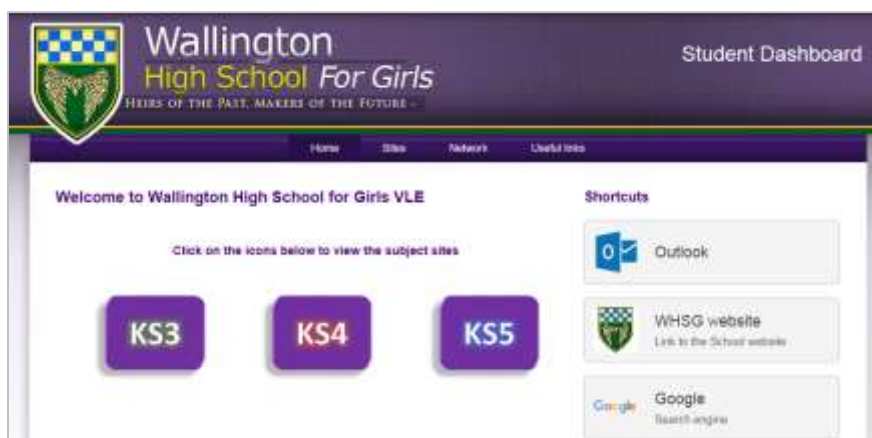 Wallington
High School For Girls
HEIRS OF THE PAST, MAKERS OF THE FUTURE -
Student Dashboard
Home Sites Network Useful links
Welcome to Wallington High School for Girls VLE
Click on the icons below to view the subject sites
KS3 KS4 KS5
Shortcuts
Outlook
WHSG website
Link to the School website
Google
Google
Search engine